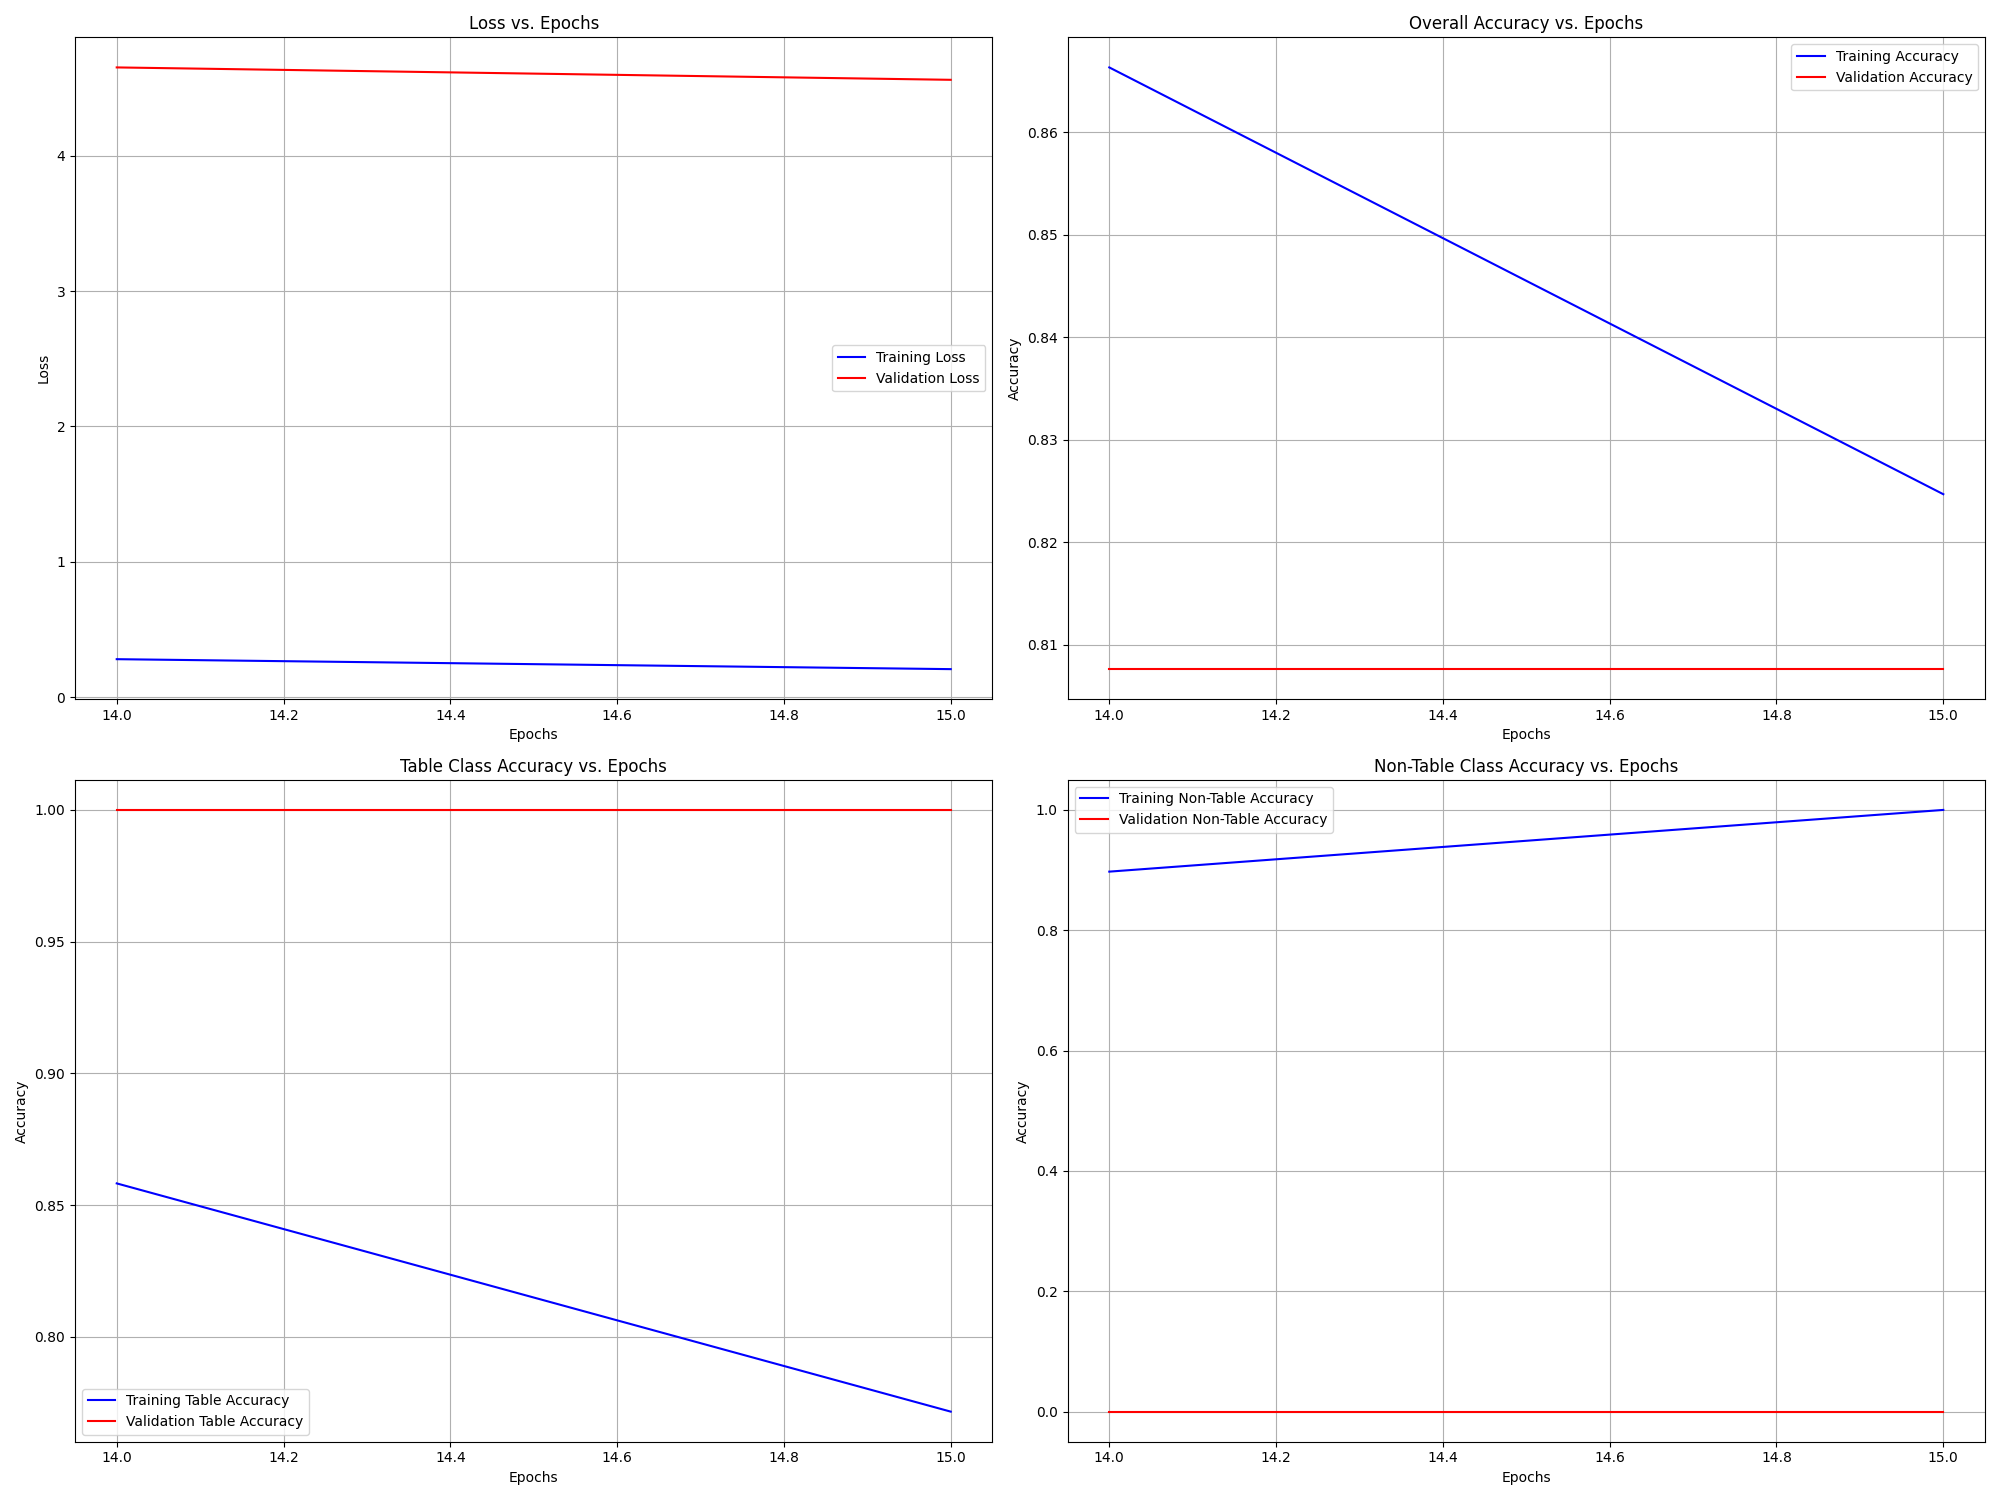 Loss vs. Epochs
4
3
2
1
0
Loss
Training Loss
Validation Loss
14.0 14.2 14.4 14.6 14.8 15.0
Epochs
Overall Accuracy vs. Epochs
Training Accuracy
Validation Accuracy
0.86
0.85
0.84
0.83
0.82
0.81
Accuracy
14.0 14.2 14.4 14.6 14.8 15.0
Epochs
Table Class Accuracy vs. Epochs
1.00
0.95
0.90
0.85
0.80
Accuracy
Training Table Accuracy
Validation Table Accuracy
14.0 14.2 14.4 14.6 14.8 15.0
Epochs
Non-Table Class Accuracy vs. Epochs
Training Non-Table Accuracy
Validation Non-Table Accuracy
1.0
0.8
0.6
0.4
0.2
0.0
Accuracy
14.0 14.2 14.4 14.6 14.8 15.0
Epochs